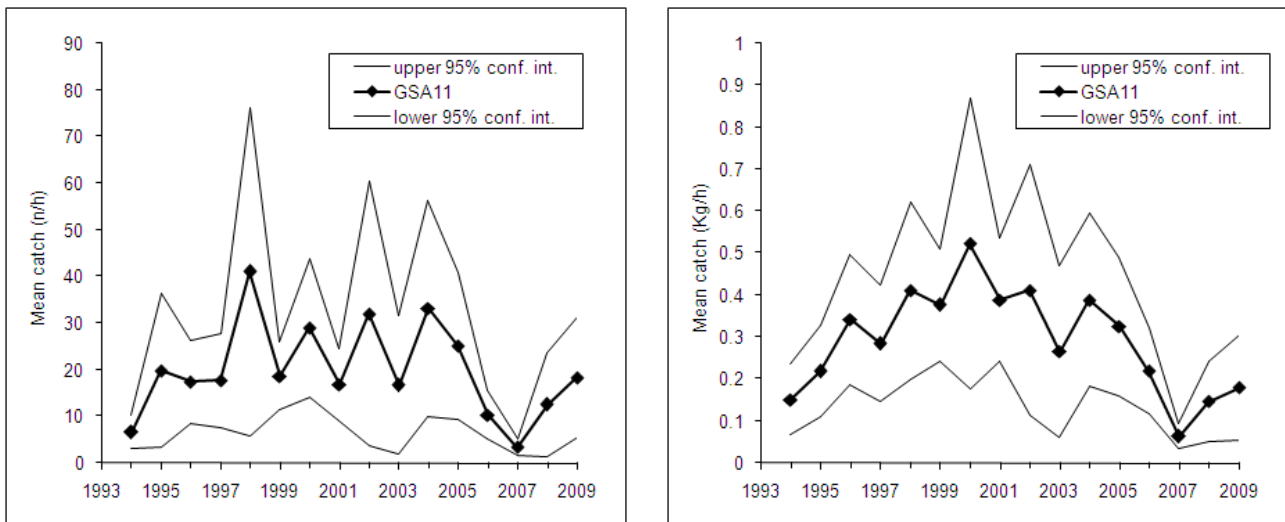 90
80
70
60
50
40
30
20
10
0
Mean catch (n/h)
upper 95% conf. int.
GSA11
lower 95% conf. int.
1993 1995 1997 1999 2001 2003 2005 2007 2009
1
0.9
0.8
0.7
0.6
0.5
0.4
0.3
0.2
0.1
0
Mean catch (Kg/h)
upper 95% conf. int.
GSA11
lower 95% conf. int.
1993 1995 1997 1999 2001 2003 2005 2007 2009